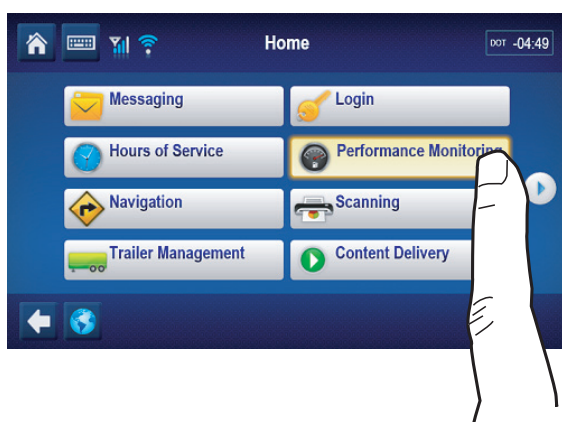 Home
DOT -04:49
Messaging
Login
Hours of Service
Performance Monitoring
Navigation
Scanning
Trailer Management
Content Delivery